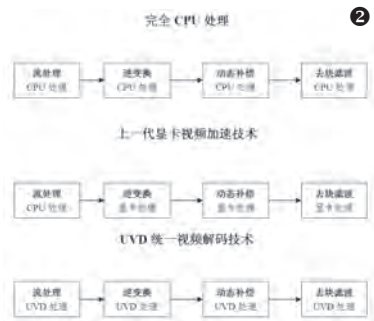 完全 CPU 处理
❷
流处理 逆变换 动态补偿 去块滤波
CPU 处理 CPU 处理 CPU 处理 CPU 处理
上一代显卡视频加速技术
流处理 逆变换 动态补偿 去块滤波
CPU 处理 显卡处理 显卡处理 显卡处理
UVD 统一视频解码技术
流处理 逆变换 动态补偿 去块滤波
UVD 处理 UVD 处理 UVD 处理 UVD 处理